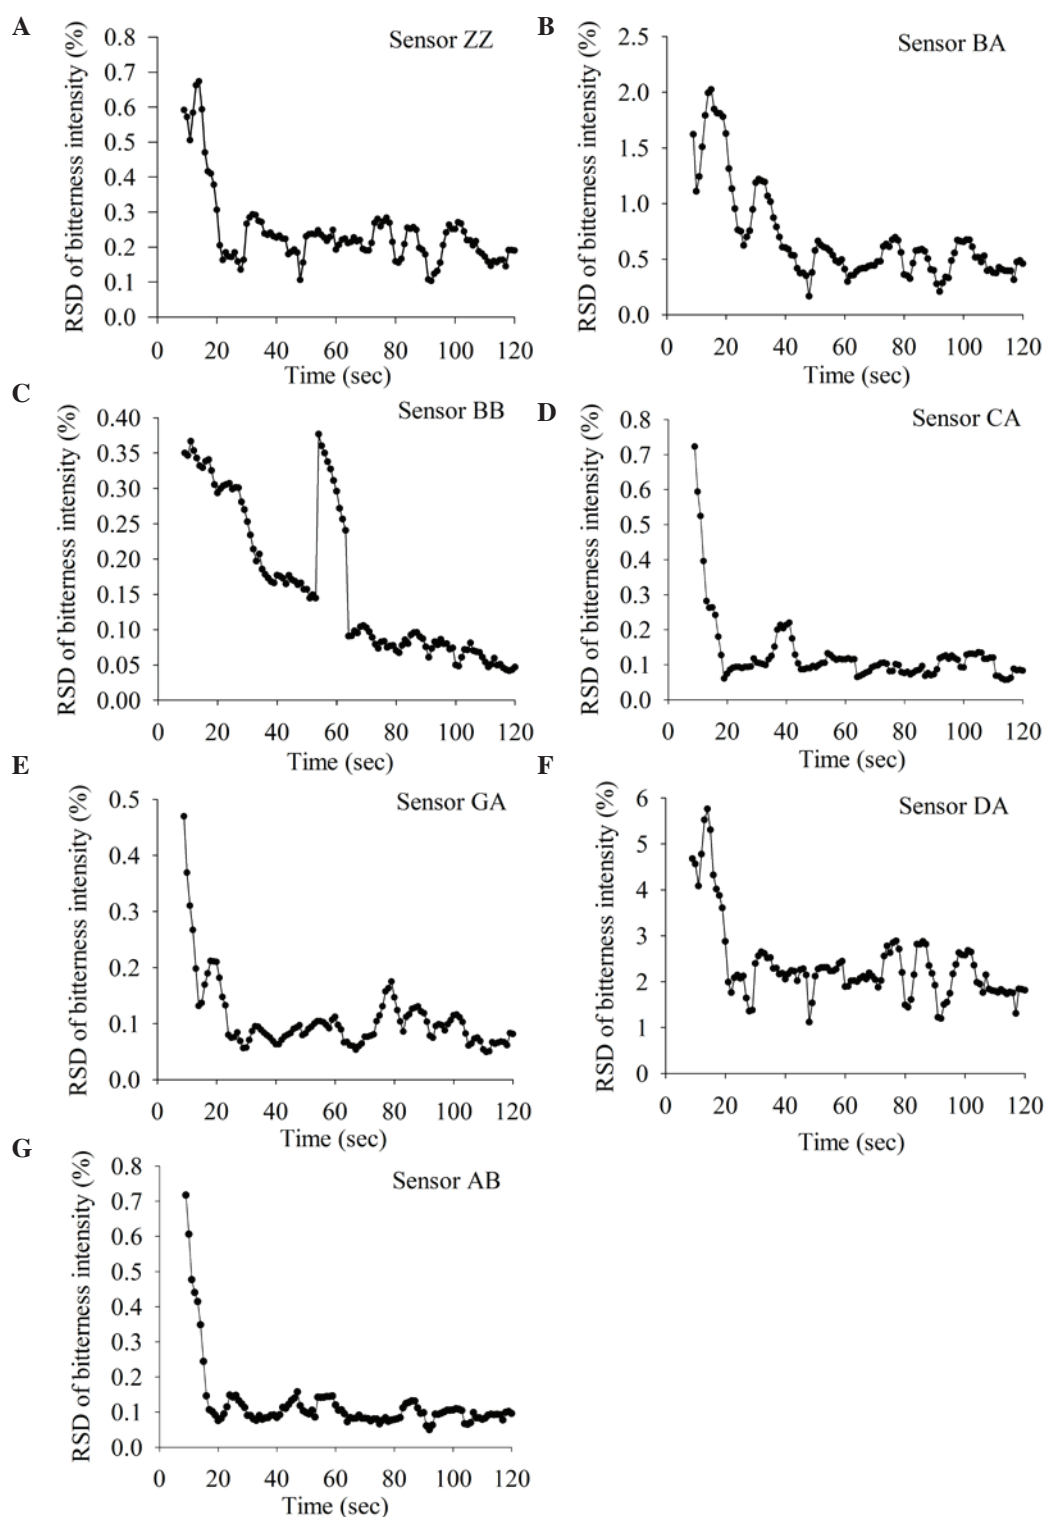 A
Sensor ZZ
RSD of bitterness intensity (%)
0.8
0.7
0.6
0.5
0.4
0.3
0.2
0.1
0.0
0 20 40 60 80 100 120
Time (sec)
B
Sensor BA
RSD of bitterness intensity (%)
2.5
2.0
1.5
1.0
0.5
0.0
0 20 40 60 80 100 120
Time (sec)
C
Sensor BB
RSD of bitterness intensity (%)
0.40
0.35
0.30
0.25
0.20
0.15
0.10
0.05
0.00
0 20 40 60 80 100 120
Time (sec)
D
Sensor CA
RSD of bitterness intensity (%)
0.8
0.7
0.6
0.5
0.4
0.3
0.2
0.1
0.0
0 20 40 60 80 100 120
Time (sec)
E
Sensor GA
RSD of bitterness intensity (%)
0.5
0.4
0.3
0.2
0.1
0.0
0 20 40 60 80 100 120
Time (sec)
F
Sensor DA
RSD of bitterness intensity (%)
6
5
4
3
2
1
0
0 20 40 60 80 100 120
Time (sec)
G
Sensor AB
RSD of bitterness intensity (%)
0.8
0.7
0.6
0.5
0.4
0.3
0.2
0.1
0.0
0 20 40 60 80 100 120
Time (sec)